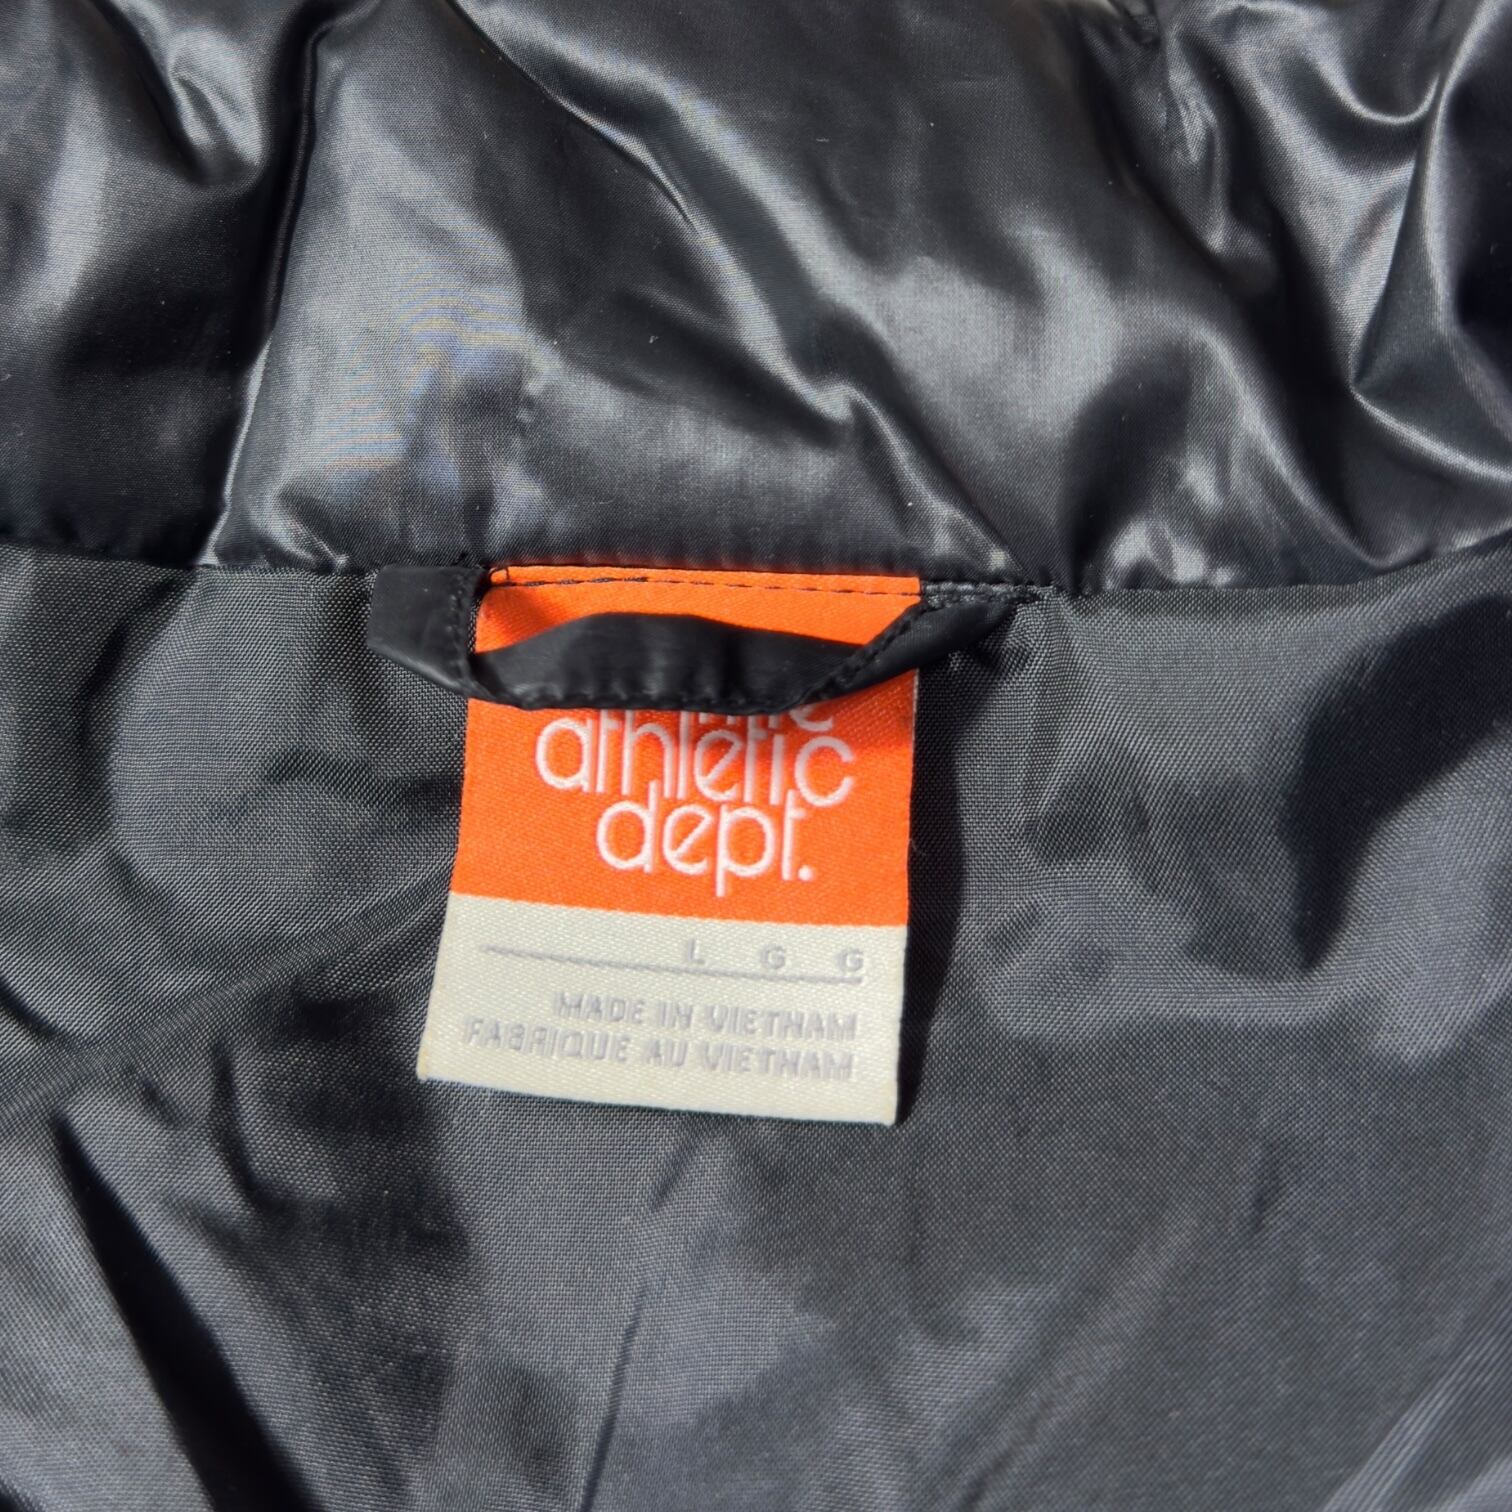 athletic
dept.
L G G
MADE IN VIETNAM
FABRIQUE AU VIETNAM